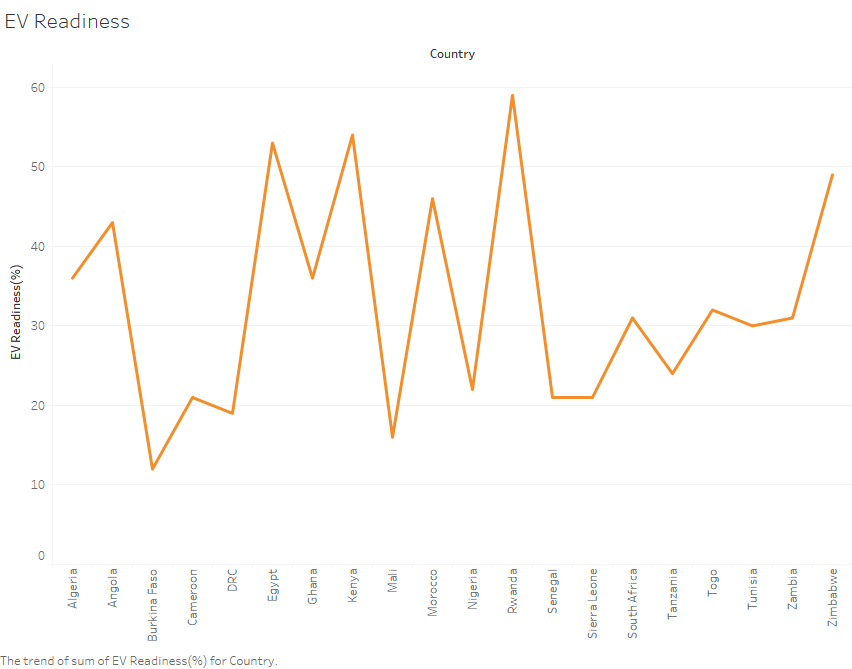 EV Readiness
Country
EV Readiness(%)
60
50
40
30
20
10
0
Algeria
Angola
Burkina Faso
Cameroon
DRC
Egypt
Ghana
Kenya
Mali
Morocco
Nigeria
Rwanda
Senegal
Sierra Leone
South Africa
Tanzania
Togo
Tunisia
Zambia
Zimbabwe
The trend of sum of EV Readiness(%) for Country.